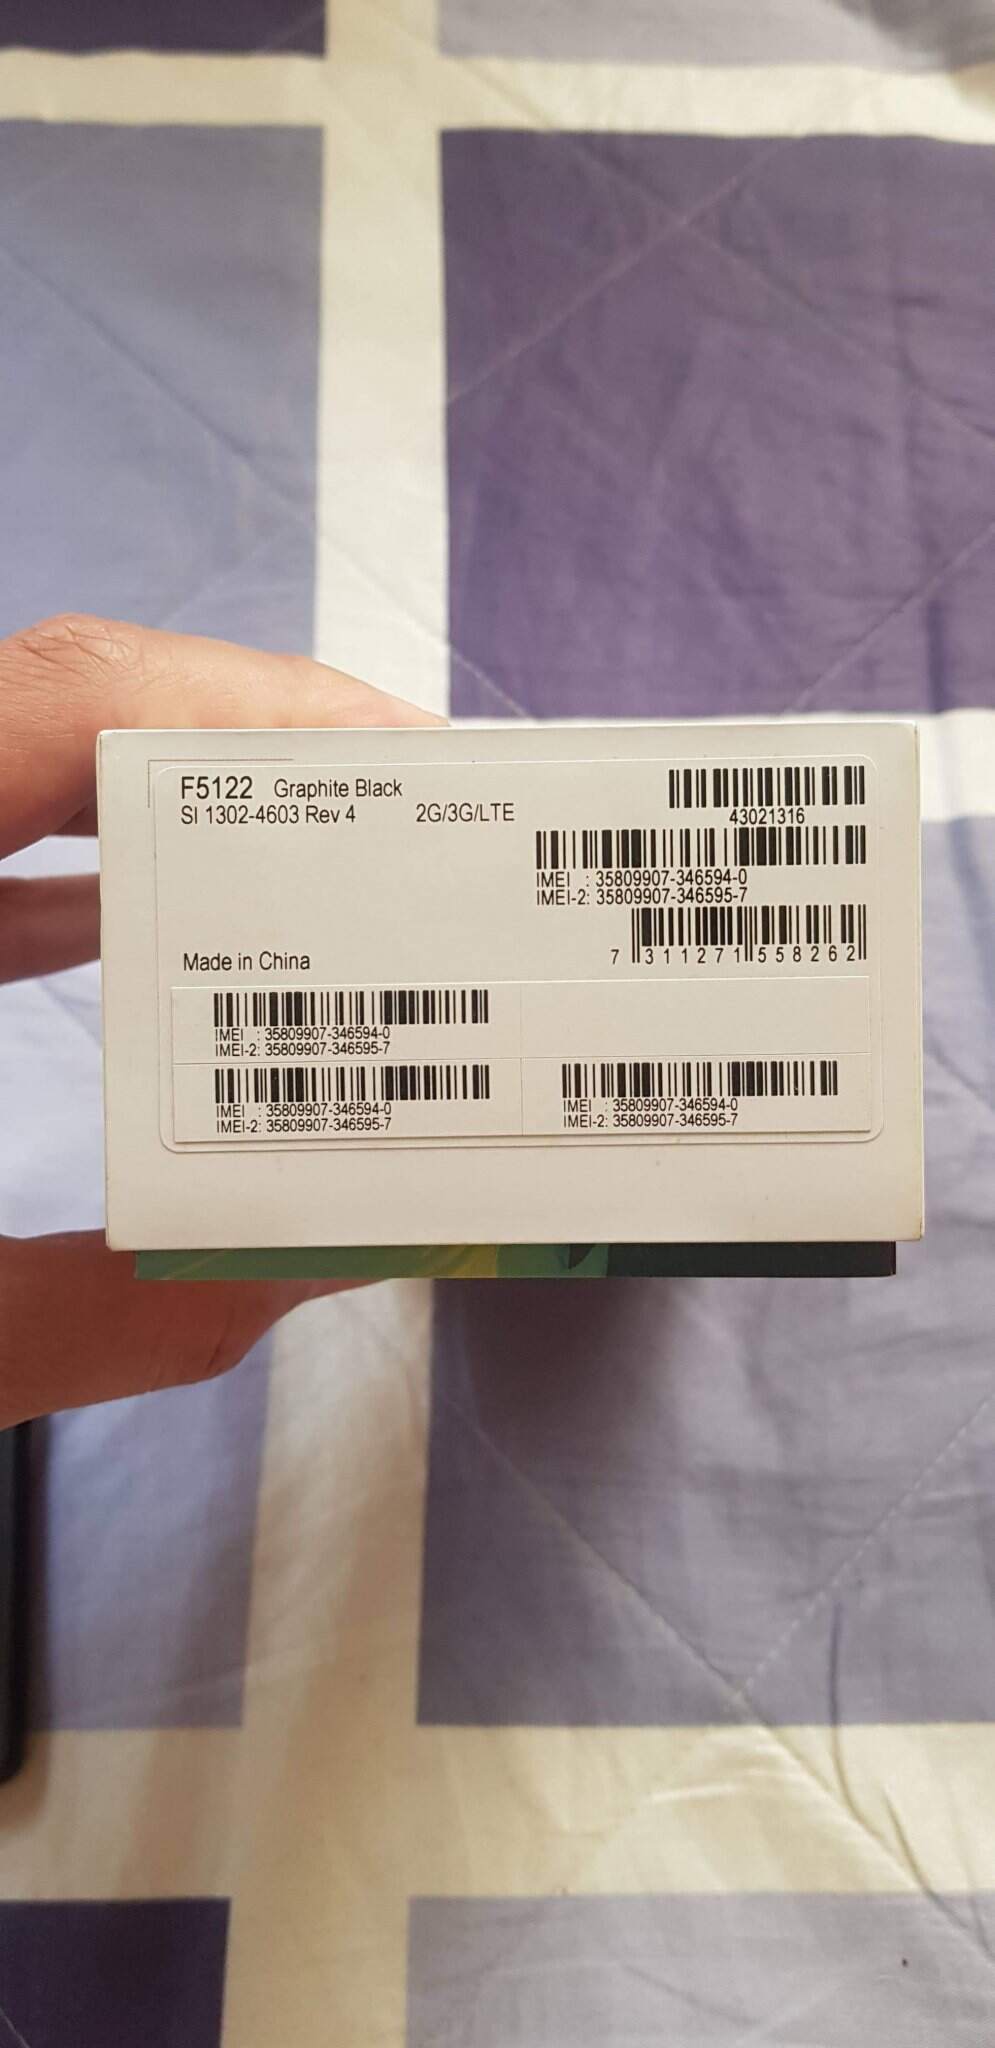 F5122 Graphite Black
SI 1302-4603 Rev 4 2G/3G/LTE
43021316
IMEI : 35809907-346594-0
IMEI-2: 35809907-346595-7
7 311271 558262
Made in China
IMEI : 35809907-346594-0
IMEI-2: 35809907-346595-7
IMEI : 35809907-346594-0
IMEI-2: 35809907-346595-7
IMEI : 35809907-346594-0
IMEI-2: 35809907-346595-7